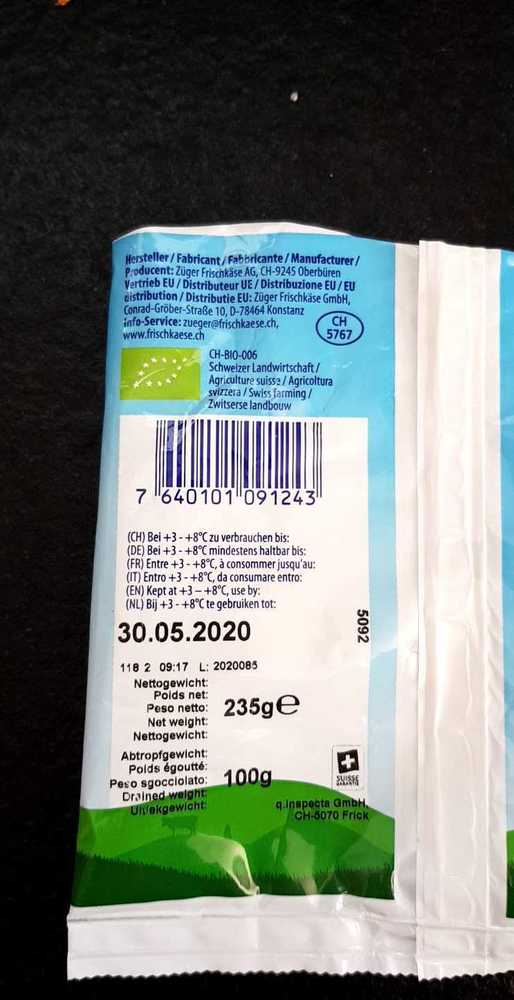 Hersteller / Fabricant / Fabbricante / Manufacturer /
Producent: Züger Frischkäse AG, CH-9245 Oberbüren
Vertrieb EU / Distributeur UE / Distribuzione EU / EU
distribution / Distributie EU: Züger Frischkäse GmbH,
Conrad-Gröber-Straße 10, D-78464 Konstanz
Info-Service: zueger@frischkaese.ch,
www.frischkaese.ch
CH
5767
CH-BIO-006
Schweizer Landwirtschaft /
Agriculture suisse / Agricoltura
svizzera / Swiss farming /
Zwitserse landbouw
7 640101 091243
(CH) Bei +3 - +8°C zu verbrauchen bis:
(DE) Bei +3 - +8°C mindestens haltbar bis:
(FR) Entre +3 - +8°C, à consommer jusqu'au:
(IT) Entro +3 - +8°C, da consumare entro:
(EN) Kept at +3 – +8°C, use by:
(NL) Bij +3 - +8°C te gebruiken tot:
30.05.2020
5092
118 2 09:17 L: 2020085
Nettogewicht:
Poids net:
Peso netto: 235g℮
Net weight:
Nettogewicht:
Abtropfgewicht:
Poids égoutté:
Peso sgocciolato: 100g
Drained weight:
Uitlekgewicht:
SUISSE
GARANTIE
q.inspecta GmbH,
CH-5070 Frick